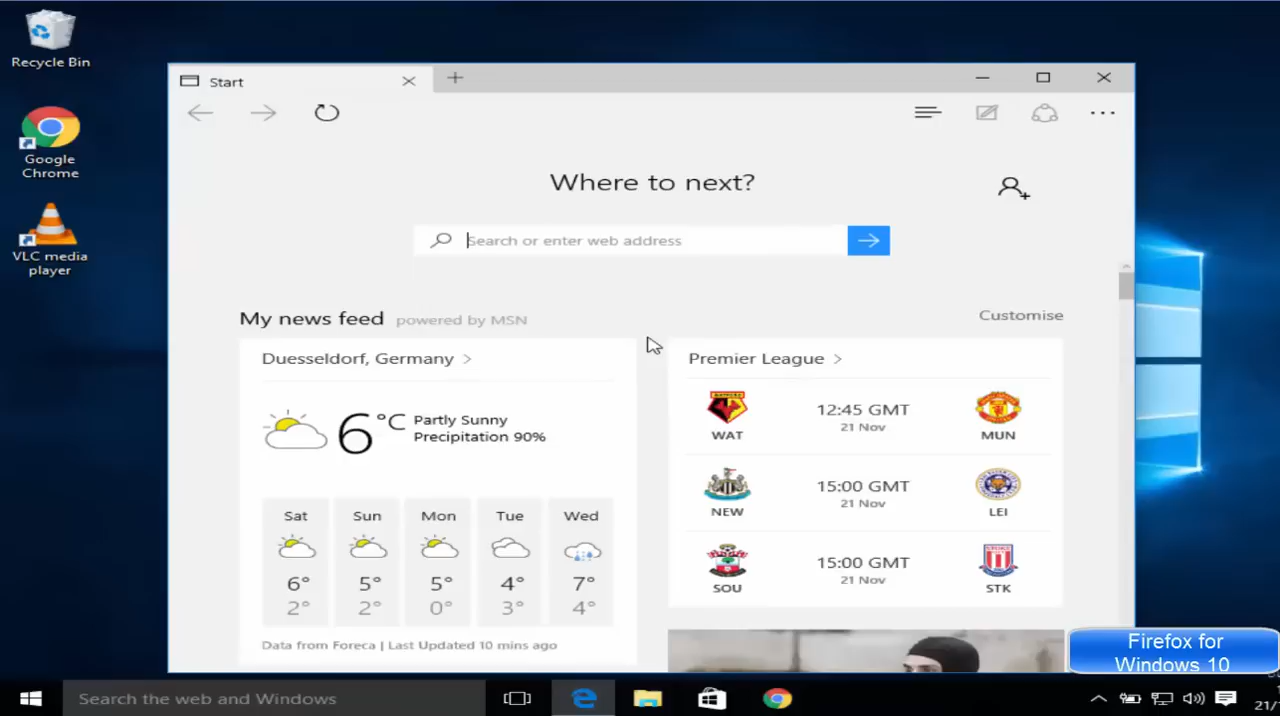 Recycle Bin
Google
Chrome
VLC media
player
Start
Where to next?
Search or enter web address
My news feed powered by MSN
Customise
Duesseldorf, Germany >
6 °C Partly Sunny
Precipitation 90%
Sat Sun Mon Tue Wed
6° 5° 5° 4° 7°
2° 2° 0° 3° 4°
Data from Foreca | Last Updated 10 mins ago
Premier League >
12:45 GMT
21 Nov
WAT MUN
15:00 GMT
21 Nov
NEW LEI
15:00 GMT
21 Nov
SOU STK
Firefox for
Windows 10
Search the web and Windows
21/